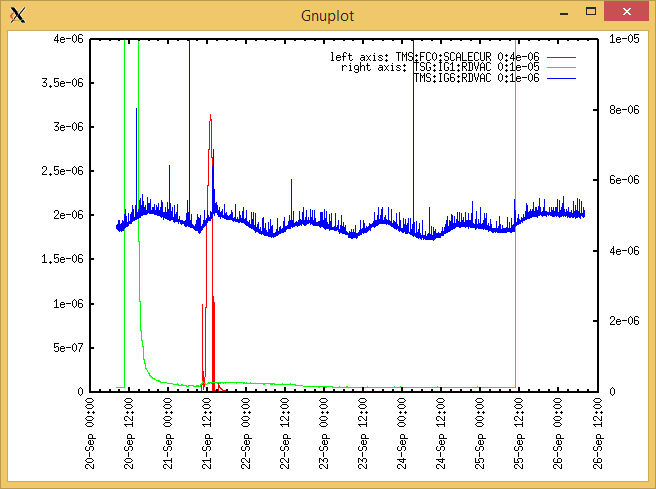 Gnuplot
4e-06
3.5e-06
3e-06
2.5e-06
2e-06
1.5e-06
1e-06
5e-07
0
1e-05
8e-06
6e-06
4e-06
2e-06
0
left axis: TMS:FC0:SCALECUR 0:4e-06
right axis: TSG:IG1:RDVAC 0:1e-05
TMS:IG6:RDVAC 0:1e-06
20-Sep 00:00
20-Sep 12:00
21-Sep 00:00
21-Sep 12:00
22-Sep 00:00
22-Sep 12:00
23-Sep 00:00
23-Sep 12:00
24-Sep 00:00
24-Sep 12:00
25-Sep 00:00
25-Sep 12:00
26-Sep 00:00
26-Sep 12:00